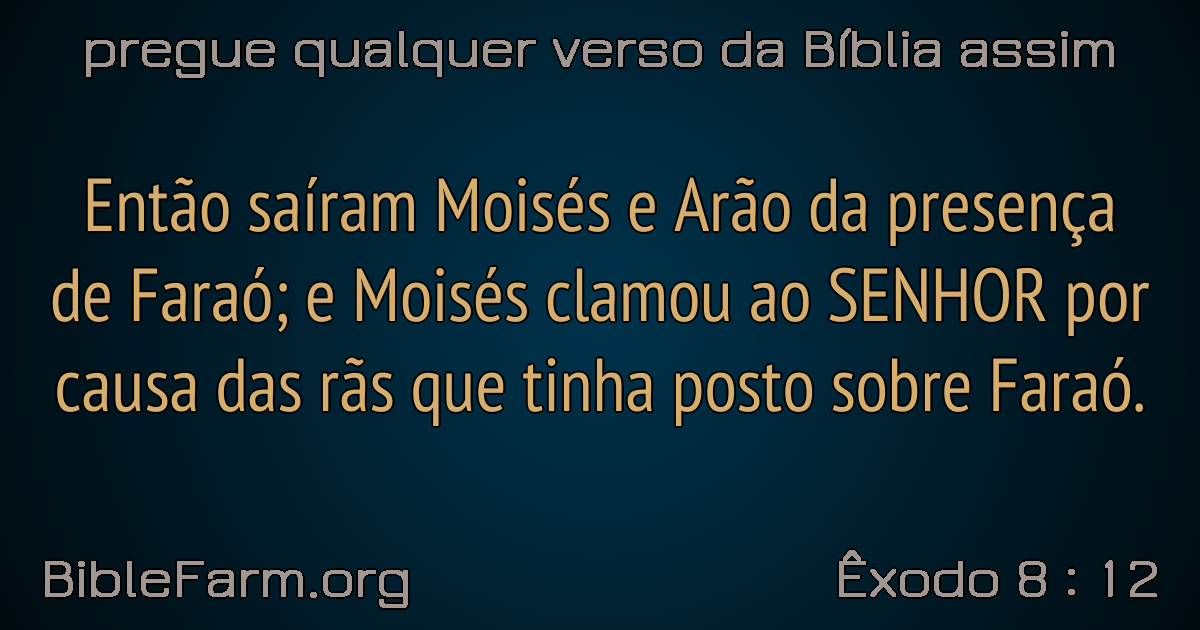 pregue qualquer verso da Bíblia assim
Então saíram Moisés e Arão da presença
de Faraó; e Moisés clamou ao SENHOR por
causa das rãs que tinha posto sobre Faraó.
BibleFarm.org
Êxodo 8 : 12